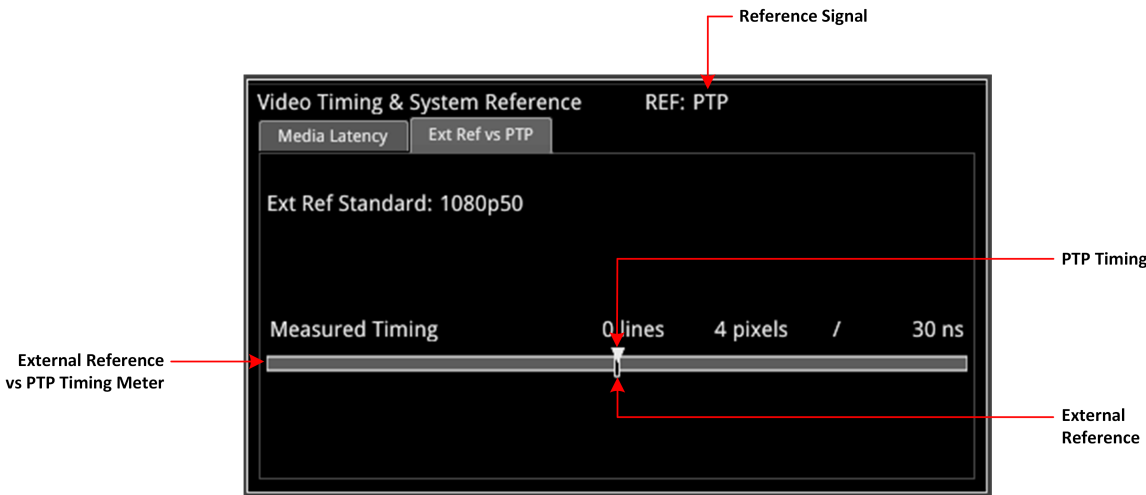 Reference Signal
Video Timing & System Reference REF: PTP
Media Latency Ext Ref vs PTP
Ext Ref Standard: 1080p50
PTP Timing
Measured Timing 0 lines 4 pixels / 30 ns
External Reference
vs PTP Timing Meter
External
Reference